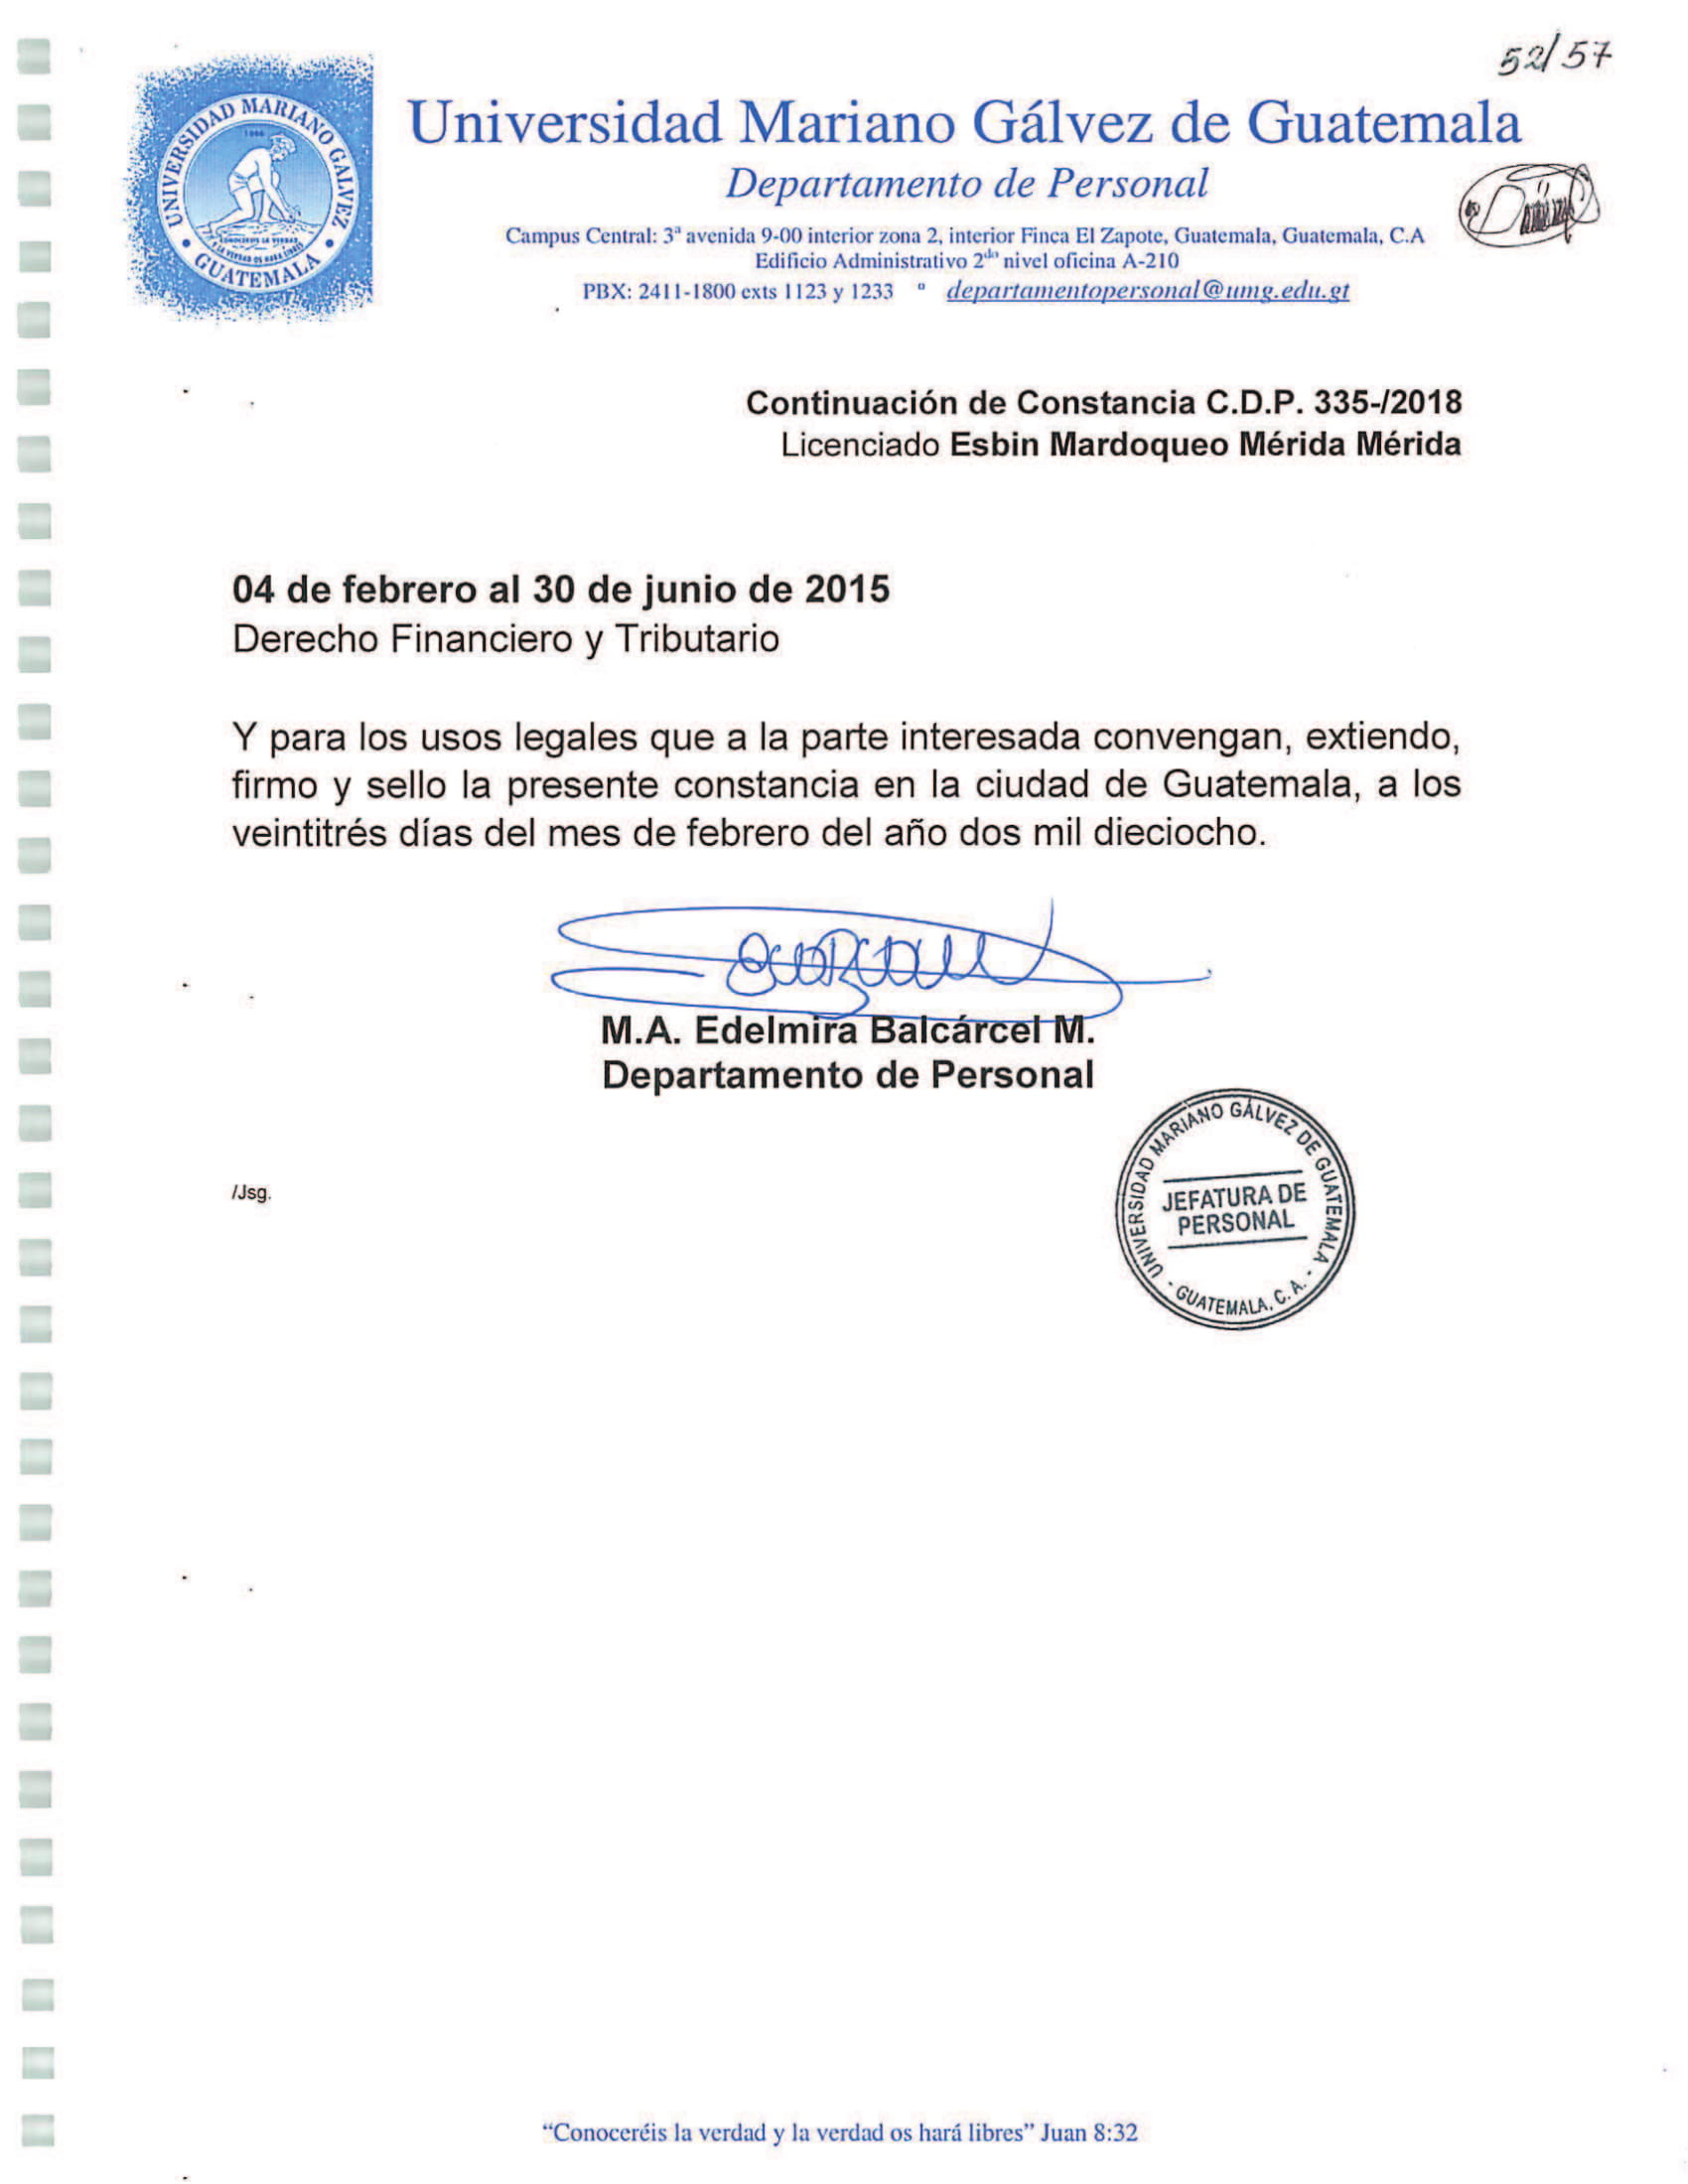 52/57
UNIVERSIDAD MARIANO GALVEZ
GUATEMALA
Universidad Mariano Gálvez de Guatemala
Departamento de Personal
Campus Central: 3ª avenida 9-00 interior zona 2, interior Finca El Zapote, Guatemala, Guatemala, C.A
Edificio Administrativo 2do nivel oficina A-210
PBX: 2411-1800 exts 1123 y 1233 ° departamentopersonal@umg.edu.gt
Continuación de Constancia C.D.P. 335-/2018
Licenciado Esbin Mardoqueo Mérida Mérida
04 de febrero al 30 de junio de 2015
Derecho Financiero y Tributario
Y para los usos legales que a la parte interesada convengan, extiendo,
firmo y sello la presente constancia en la ciudad de Guatemala, a los
veintitrés días del mes de febrero del año dos mil dieciocho.
M.A. Edelmira Balcárcel M.
Departamento de Personal
UNIVERSIDAD MARIANO GÁLVEZ DE GUATEMALA
JEFATURA DE
PERSONAL
- GUATEMALA, C. A. -
/Jsg.
“Conoceréis la verdad y la verdad os hará libres” Juan 8:32